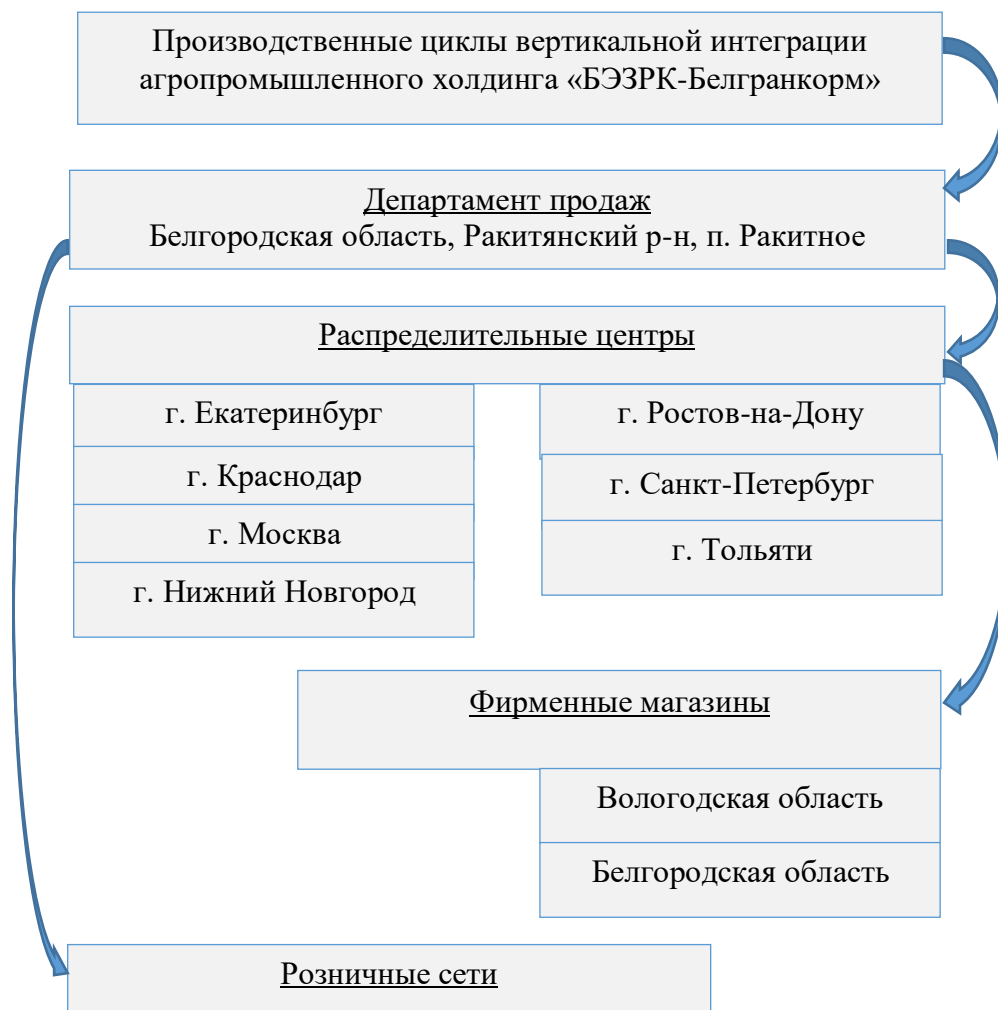 Производственные циклы вертикальной интеграции
агропромышленного холдинга «БЭЗРК-Белгранкорм»
Департамент продаж
Белгородская область, Ракитянский р-н, п. Ракитное
Распределительные центры
г. Екатеринбург
г. Краснодар
г. Москва
г. Нижний Новгород
г. Ростов-на-Дону
г. Санкт-Петербург
г. Тольяти
Фирменные магазины
Вологодская область
Белгородская область
Розничные сети